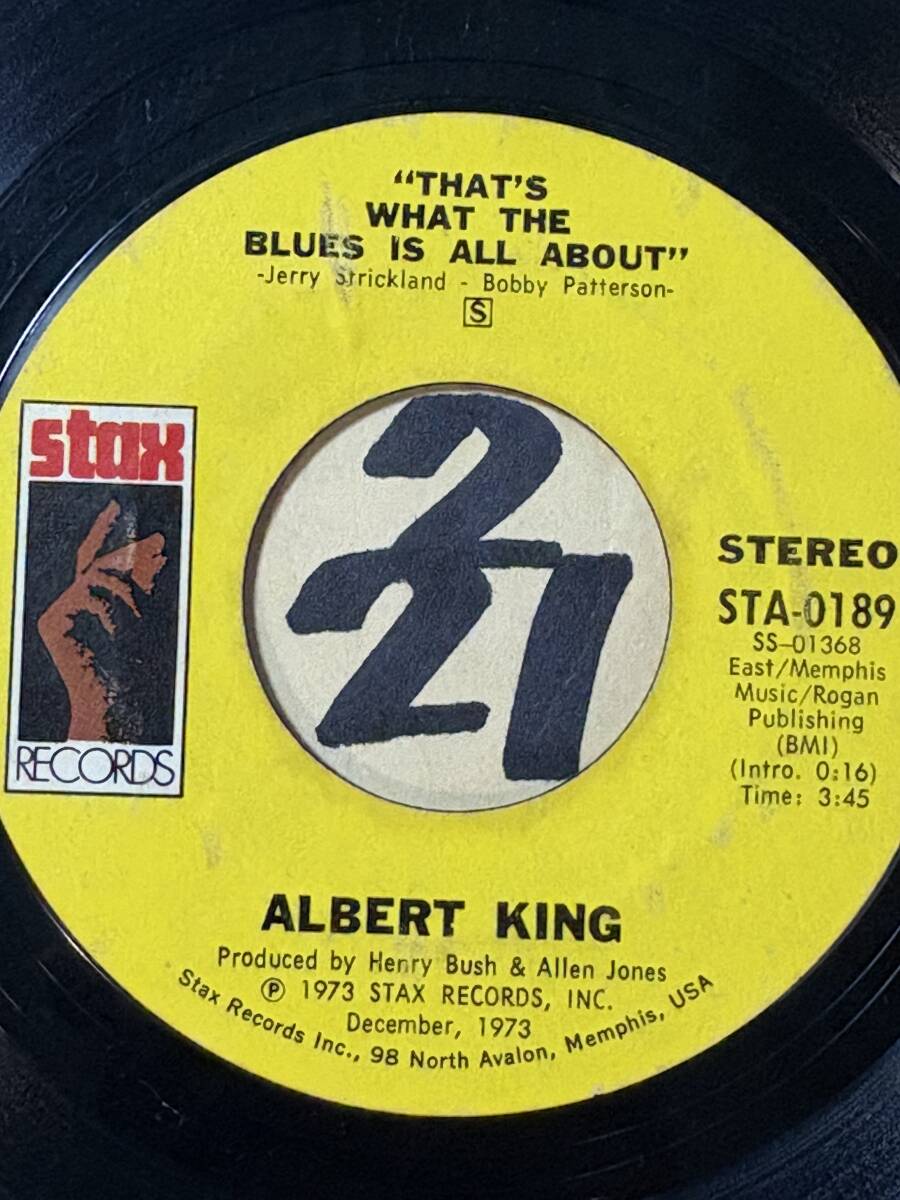 “THAT'S
WHAT THE
BLUES IS ALL ABOUT”
-Jerry Strickland - Bobby Patterson-
S
stax
RECORDS
2
21
STEREO
STA-0189
SS-01368
East/Memphis
Music/Rogan
Publishing
(BMI)
(Intro. 0:16)
Time: 3:45
ALBERT KING
Produced by Henry Bush & Allen Jones
Ⓟ 1973 STAX RECORDS, INC.
December, 1973
Stax Records Inc., 98 North Avalon, Memphis, USA